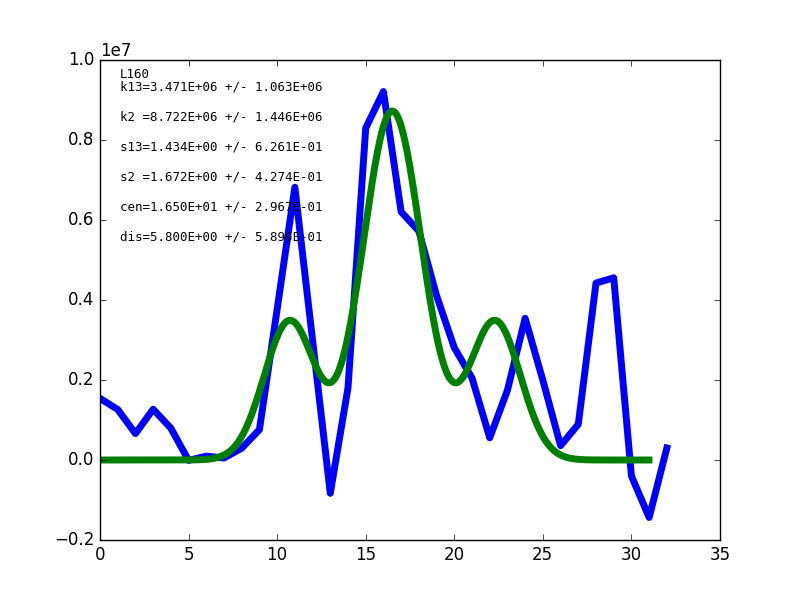 1e7
L160
k13=3.471E+06 +/- 1.063E+06
k2 =8.722E+06 +/- 1.446E+06
s13=1.434E+00 +/- 6.261E-01
s2 =1.672E+00 +/- 4.274E-01
cen=1.650E+01 +/- 2.967E-01
dis=5.800E+00 +/- 5.896E-01
1.0
0.8
0.6
0.4
0.2
0.0
−0.2
0 5 10 15 20 25 30 35